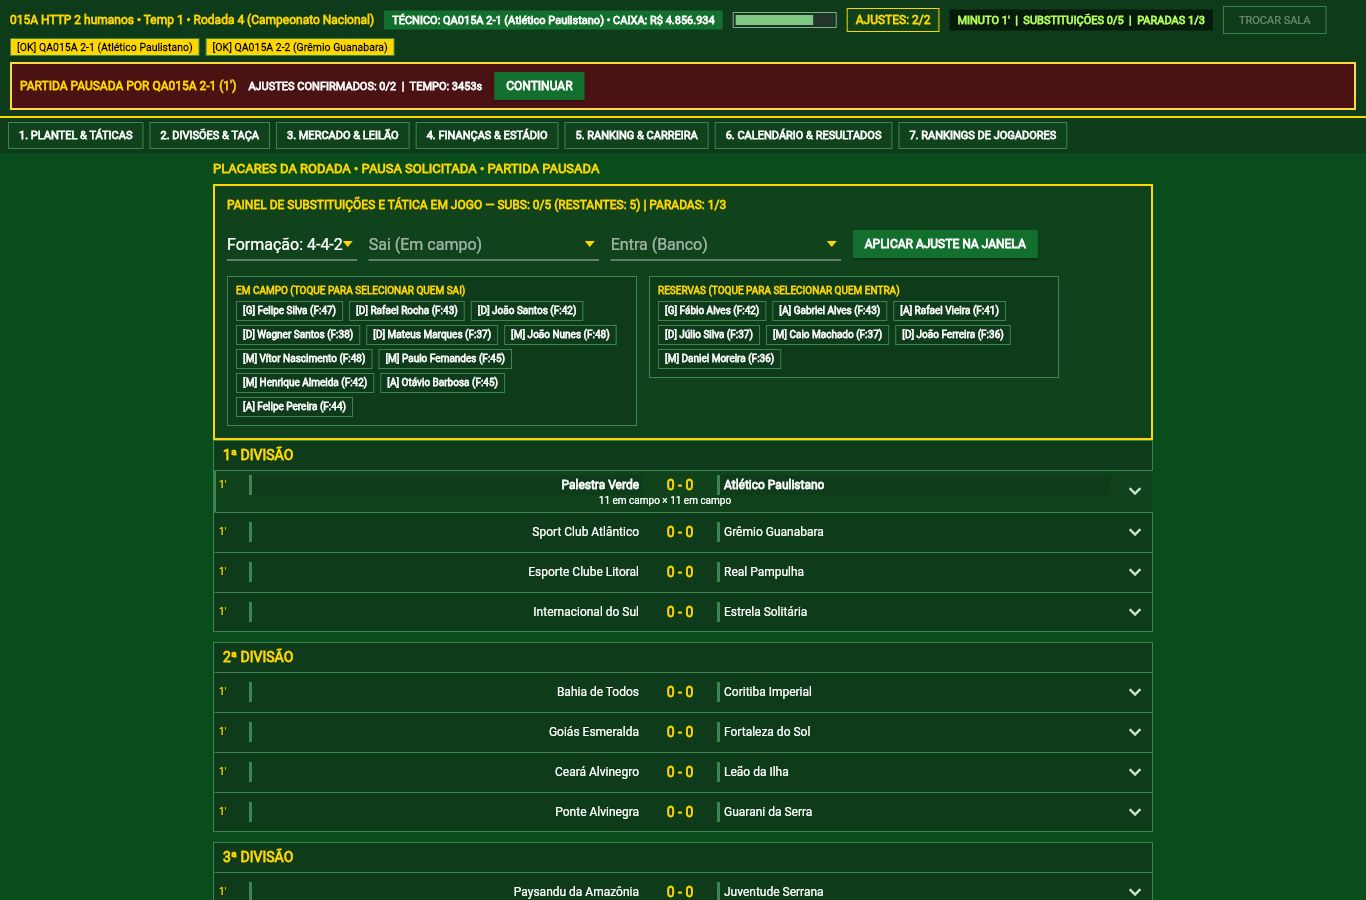 015A HTTP 2 humanos • Temp 1 • Rodada 4 (Campeonato Nacional) TÉCNICO: QA015A 2-1 (Atlético Paulistano) • CAIXA: R$ 4.856.934 AJUSTES: 2/2 MINUTO 1' | SUBSTITUIÇÕES 0/5 | PARADAS 1/3 TROCAR SALA
[OK] QA015A 2-1 (Atlético Paulistano) [OK] QA015A 2-2 (Grêmio Guanabara)
PARTIDA PAUSADA POR QA015A 2-1 (1') AJUSTES CONFIRMADOS: 0/2 | TEMPO: 3453s CONTINUAR
1. PLANTEL & TÁTICAS 2. DIVISÕES & TAÇA 3. MERCADO & LEILÃO 4. FINANÇAS & ESTÁDIO 5. RANKING & CARREIRA 6. CALENDÁRIO & RESULTADOS 7. RANKINGS DE JOGADORES
PLACARES DA RODADA • PAUSA SOLICITADA • PARTIDA PAUSADA
PAINEL DE SUBSTITUIÇÕES E TÁTICA EM JOGO — SUBS: 0/5 (RESTANTES: 5) | PARADAS: 1/3
Formação: 4-4-2 Sai (Em campo) Entra (Banco) APLICAR AJUSTE NA JANELA
EM CAMPO (TOQUE PARA SELECIONAR QUEM SAI)
[G] Felipe Silva (F:47) [D] Rafael Rocha (F:43) [D] João Santos (F:42)
[D] Wagner Santos (F:38) [D] Mateus Marques (F:37) [M] João Nunes (F:48)
[M] Vítor Nascimento (F:48) [M] Paulo Fernandes (F:45)
[M] Henrique Almeida (F:42) [A] Otávio Barbosa (F:45)
[A] Felipe Pereira (F:44)
RESERVAS (TOQUE PARA SELECIONAR QUEM ENTRA)
[G] Fábio Alves (F:42) [A] Gabriel Alves (F:43) [A] Rafael Vieira (F:41)
[D] Júlio Silva (F:37) [M] Caio Machado (F:37) [D] João Ferreira (F:36)
[M] Daniel Moreira (F:36)
1ª DIVISÃO
1' Palestra Verde 0 - 0 Atlético Paulistano
11 em campo × 11 em campo
1' Sport Club Atlântico 0 - 0 Grêmio Guanabara
1' Esporte Clube Litoral 0 - 0 Real Pampulha
1' Internacional do Sul 0 - 0 Estrela Solitária
2ª DIVISÃO
1' Bahia de Todos 0 - 0 Coritiba Imperial
1' Goiás Esmeralda 0 - 0 Fortaleza do Sol
1' Ceará Alvinegro 0 - 0 Leão da Ilha
1' Ponte Alvinegra 0 - 0 Guarani da Serra
3ª DIVISÃO
1' Paysandu da Amazônia 0 - 0 Juventude Serrana